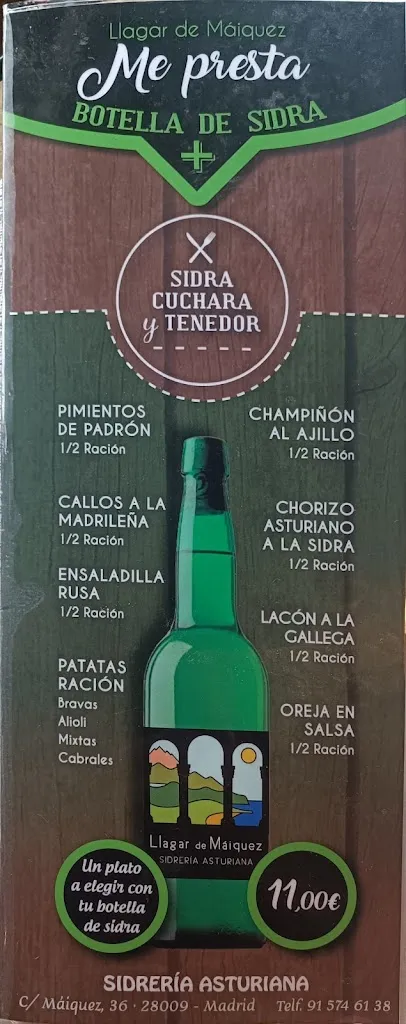 Llagar de Máiquez
Me presta
BOTELLA DE SIDRA
+
SIDRA
CUCHARA
y TENEDOR
PIMIENTOS
DE PADRÓN
1/2 Ración
CALLOS A LA
MADRILEÑA
1/2 Ración
ENSALADILLA
RUSA
1/2 Ración
PATATAS
RACIÓN
Bravas
Alioli
Mixtas
Cabrales
CHAMPIÑÓN
AL AJILLO
1/2 Ración
CHORIZO
ASTURIANO
A LA SIDRA
1/2 Ración
LACÓN A LA
GALLEGA
1/2 Ración
OREJA EN
SALSA
1/2 Ración
Llagar de Máiquez
SIDRERÍA ASTURIANA
Un plato
a elegir con
tu botella
de sidra
11,00€
SIDRERÍA ASTURIANA
C/ Máiquez, 36 · 28009 - Madrid Telf. 91 574 61 38